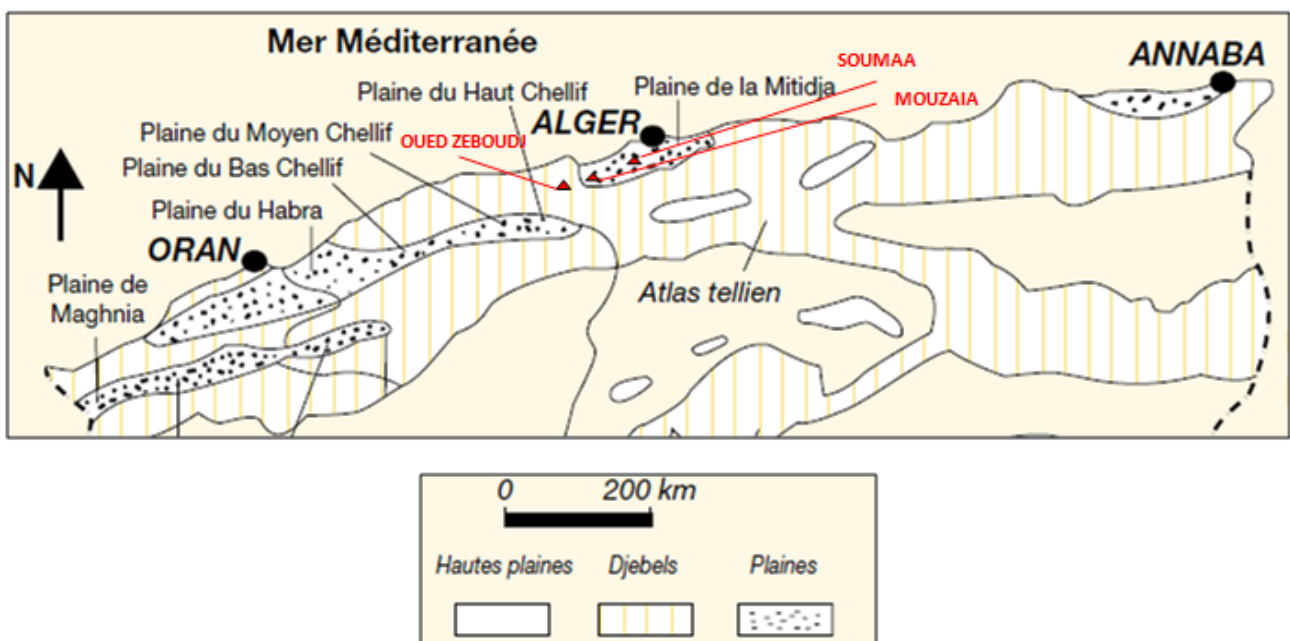 Mer Méditerranée
SOUMAA
ANNABA
Plaine du Haut Chellif
Plaine de la Mitidja
MOUZAIA
ALGER
Plaine du Moyen Chellif
OUED ZEBOUDJ
Plaine du Bas Chellif
N
Plaine du Habra
ORAN
Plaine de
Maghnia
Atlas tellien
0 200 km
Hautes plaines Djebels Plaines